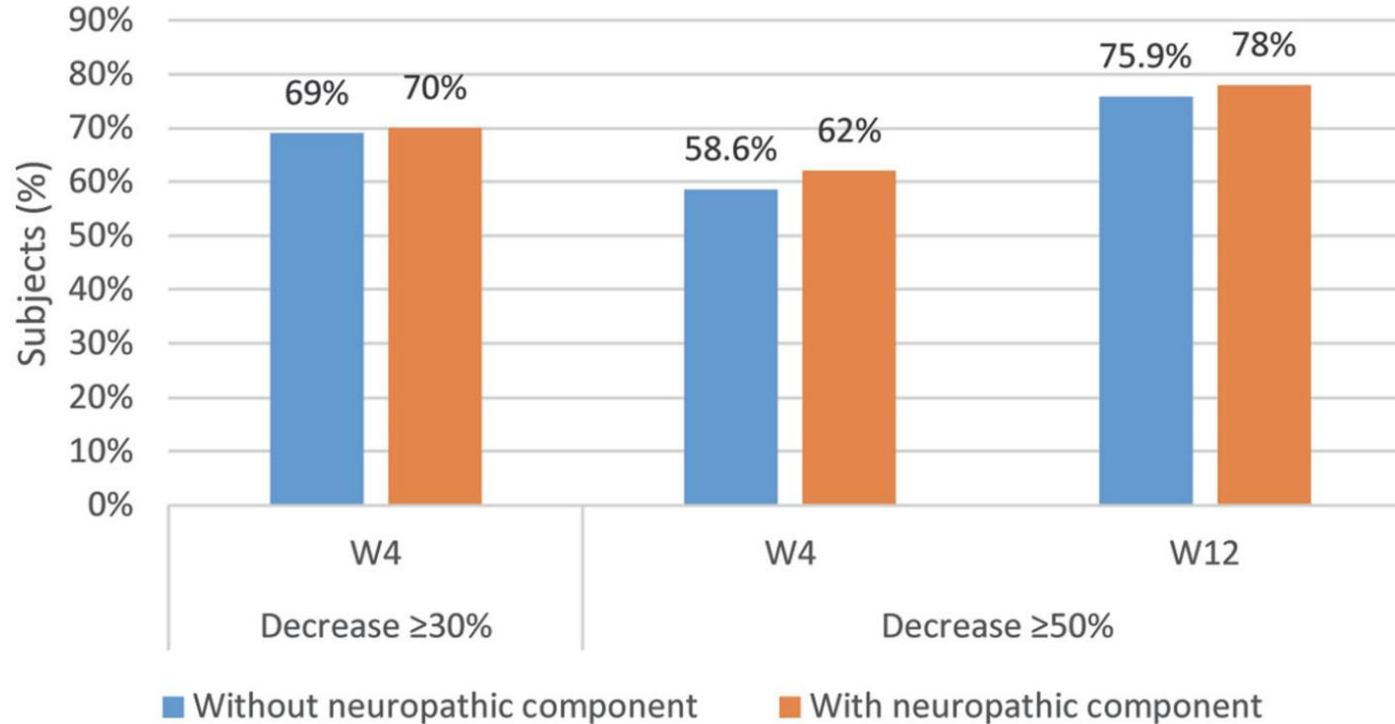 90%
80%
70%
60%
50%
40%
30%
20%
10%
0%
Subjects (%)
69%
70%
58.6%
62%
75.9%
78%
W4
W4
W12
Decrease ≥30%
Decrease ≥50%
Without neuropathic component
With neuropathic component